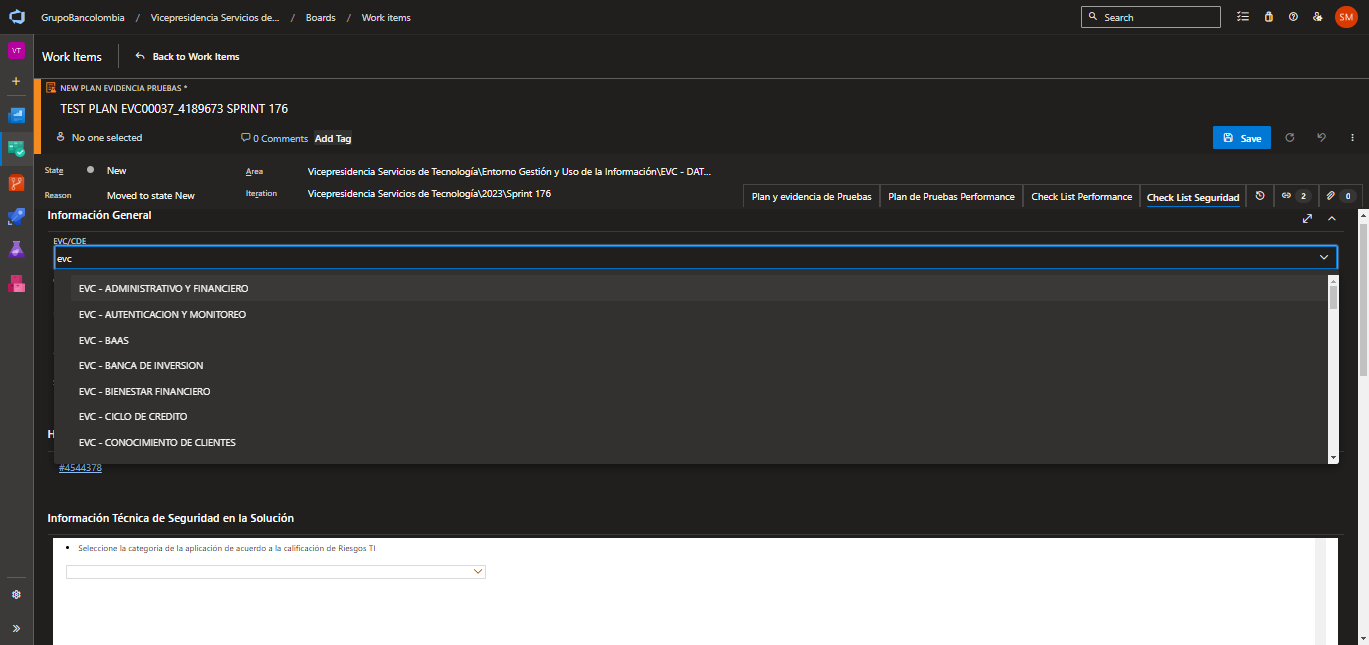 GrupoBancolombia / Vicepresidencia Servicios de... / Boards / Work items
Search
SM
VT
Work Items
Back to Work Items
NEW PLAN EVIDENCIA PRUEBAS *
TEST PLAN EVC00037_4189673 SPRINT 176
No one selected
0 Comments
Add Tag
Save
State
New
Area
Vicepresidencia Servicios de Tecnología\Entorno Gestión y Uso de la Información\EVC - DAT...
Reason
Moved to state New
Iteration
Vicepresidencia Servicios de Tecnología\2023\Sprint 176
Plan y evidencia de Pruebas
Plan de Pruebas Performance
Check List Performance
Check List Seguridad
2
0
Información General
EVC/CDE
evc
EVC - ADMINISTRATIVO Y FINANCIERO
EVC - AUTENTICACION Y MONITOREO
EVC - BAAS
EVC - BANCA DE INVERSION
EVC - BIENESTAR FINANCIERO
EVC - CICLO DE CREDITO
EVC - CONOCIMIENTO DE CLIENTES
H
#4544378
Información Técnica de Seguridad en la Solución
• Seleccione la categoría de la aplicación de acuerdo a la calificación de Riesgos TI